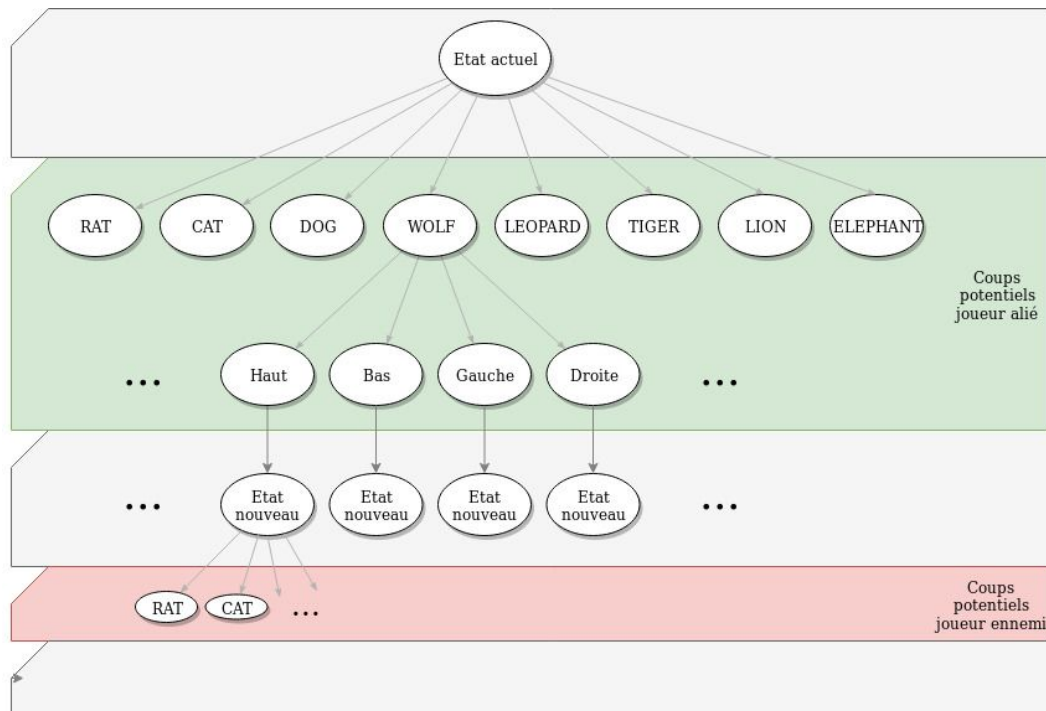 Etat actuel
RAT
CAT
DOG
WOLF
LEOPARD
TIGER
LION
ELEPHANT
Coups
potentiels
joueur alié
...
Haut
Bas
Gauche
Droite
...
...
Etat
nouveau
Etat
nouveau
Etat
nouveau
Etat
nouveau
...
RAT
CAT
...
Coups
potentiels
joueur ennemi